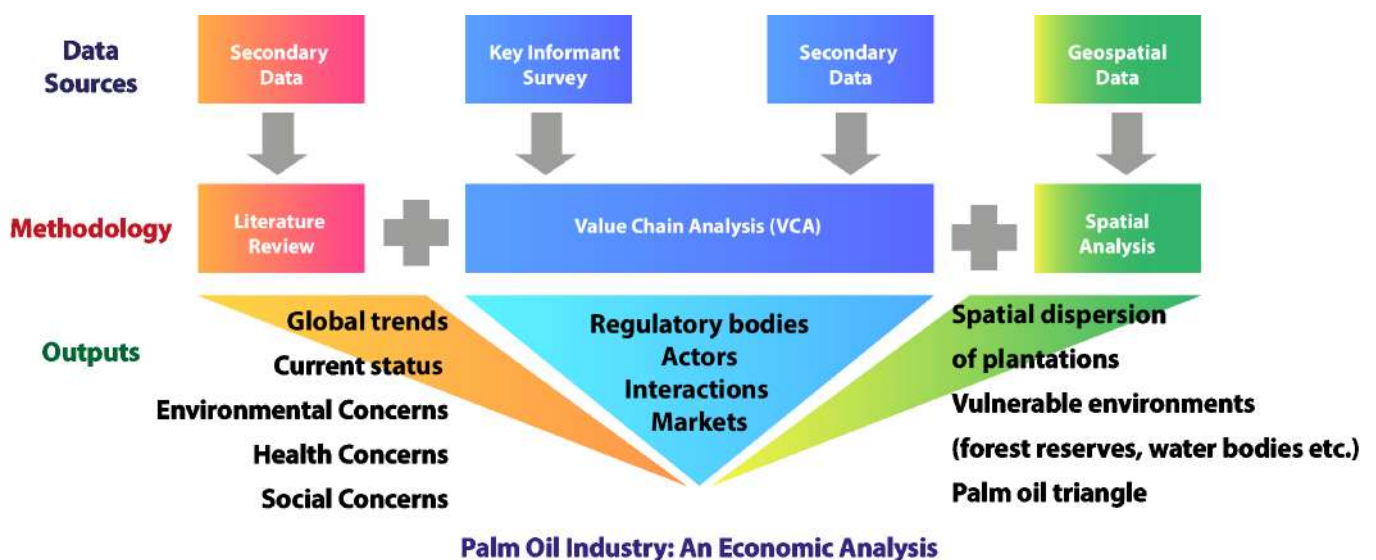 Data
Sources
Secondary
Data
Key Informant
Survey
Secondary
Data
Geospatial
Data
Methodology
Literature
Review
Value Chain Analysis (VCA)
Spatial
Analysis
Outputs
Global trends
Current status
Environmental Concerns
Health Concerns
Social Concerns
Regulatory bodies
Actors
Interactions
Markets
Spatial dispersion
of plantations
Vulnerable environments
(forest reserves, water bodies etc.)
Palm oil triangle
Palm Oil Industry: An Economic Analysis